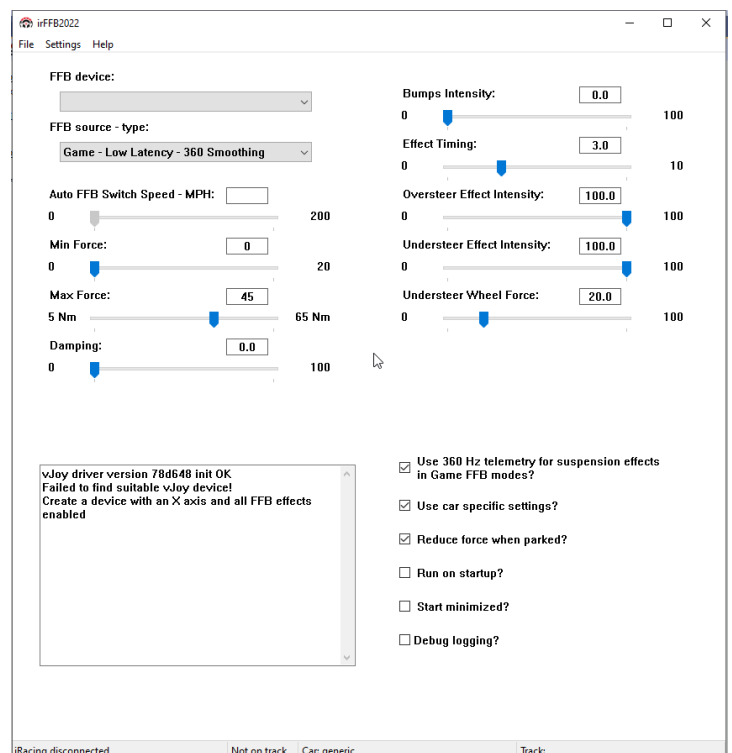 irFFB2022
File Settings Help
FFB device:
FFB source - type:
Game - Low Latency - 360 Smoothing
Auto FFB Switch Speed - MPH:
0 200
Min Force: 0
0 20
Max Force: 45
5 Nm 65 Nm
Damping: 0.0
0 100
Bumps Intensity: 0.0
0 100
Effect Timing: 3.0
0 10
Oversteer Effect Intensity: 100.0
0 100
Understeer Effect Intensity: 100.0
0 100
Understeer Wheel Force: 20.0
0 100
vJoy driver version 78d648 init OK
Failed to find suitable vJoy device!
Create a device with an X axis and all FFB effects
enabled
Use 360 Hz telemetry for suspension effects
in Game FFB modes?
Use car specific settings?
Reduce force when parked?
Run on startup?
Start minimized?
Debug logging?
iRacing disconnected Not on track Car: generic Track: